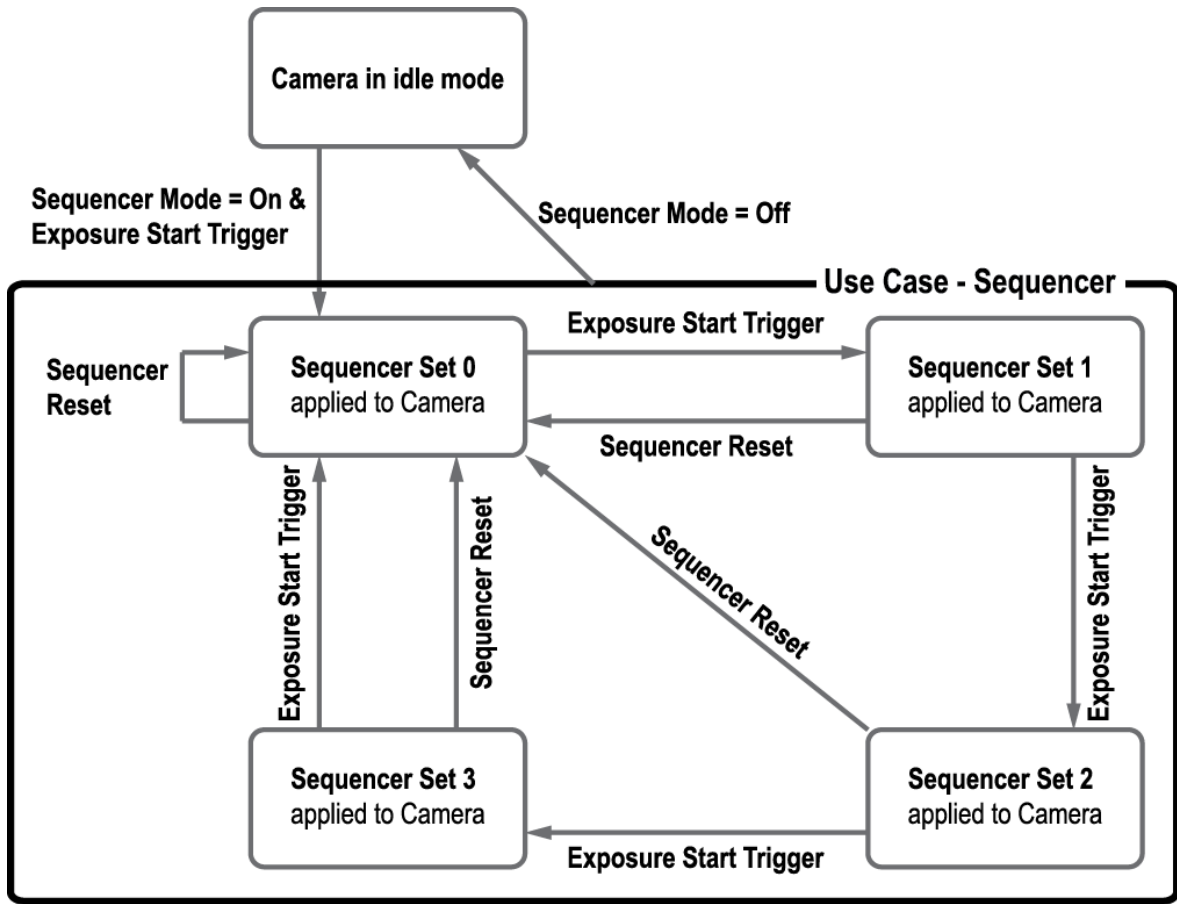 Camera in idle mode
Sequencer Mode = On &
Exposure Start Trigger
Sequencer Mode = Off
Use Case - Sequencer
Sequencer
Reset
Sequencer Set 0
applied to Camera
Exposure Start Trigger
Sequencer Reset
Sequencer Set 1
applied to Camera
Exposure Start Trigger
Sequencer Reset
Sequencer Reset
Exposure Start Trigger
Sequencer Set 3
applied to Camera
Exposure Start Trigger
Sequencer Set 2
applied to Camera